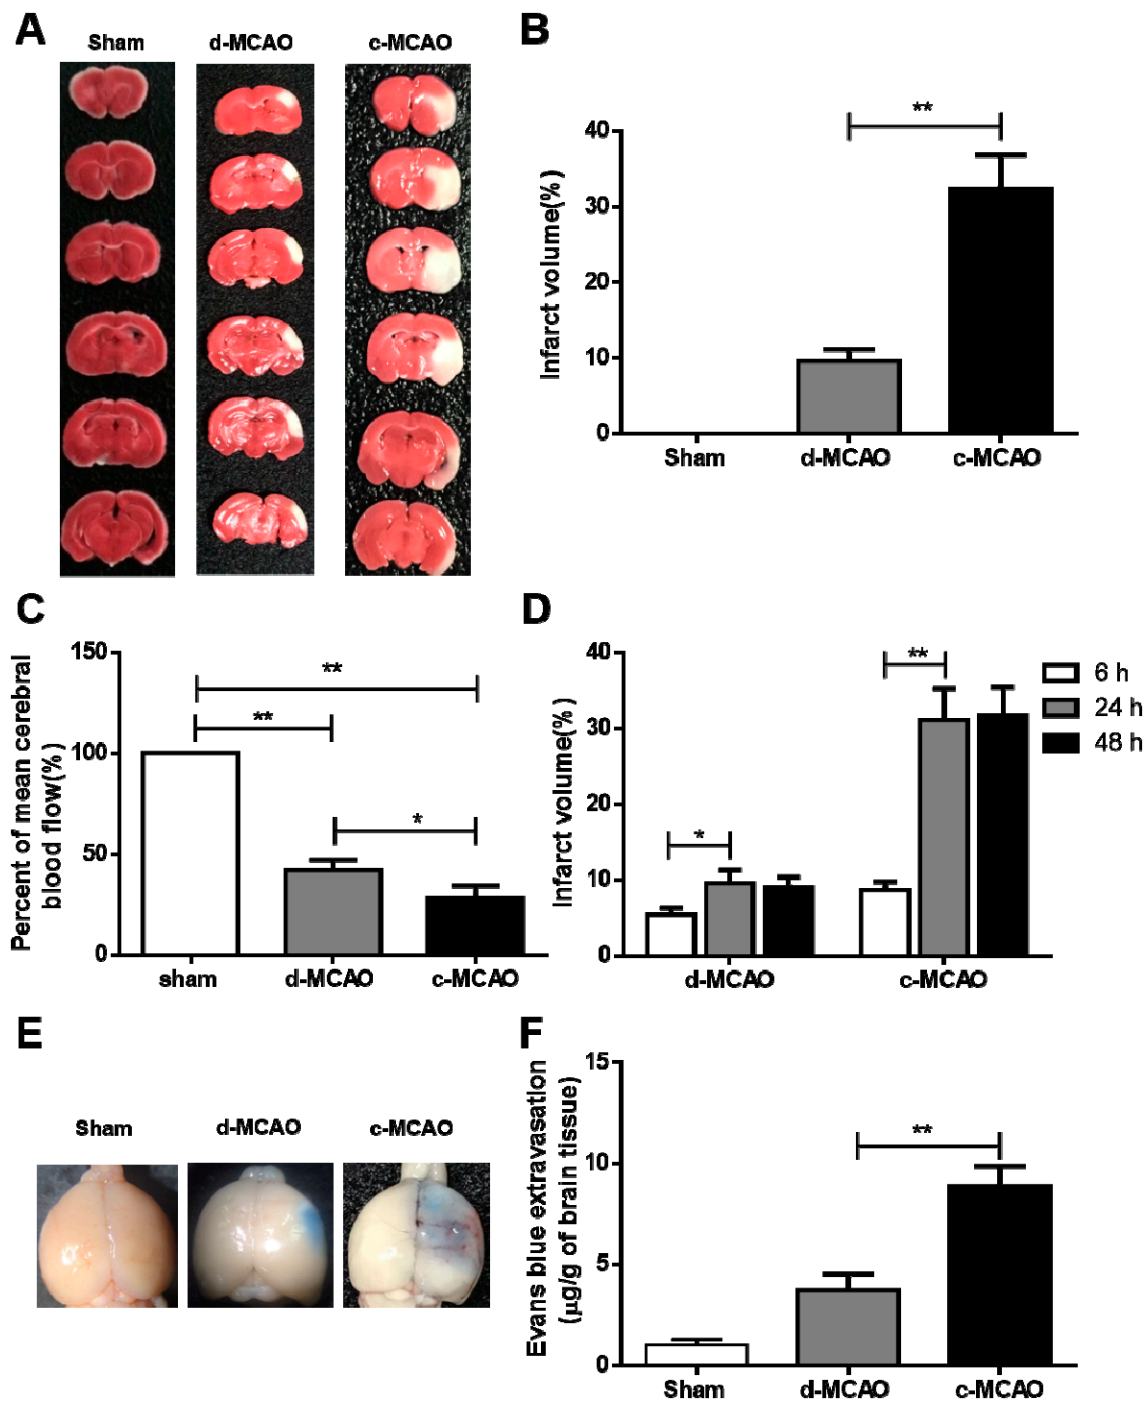 A
Sham
d-MCAO
c-MCAO
B
Infarct volume(%)
40
30
20
10
0
**
Sham
d-MCAO
c-MCAO
C
Percent of mean cerebral
blood flow(%)
150
100
50
0
**
**
*
sham
d-MCAO
c-MCAO
D
Infarct volume(%)
40
30
20
10
0
*
**
6 h
24 h
48 h
d-MCAO
c-MCAO
E
Sham
d-MCAO
c-MCAO
F
Evans blue extravasation
(μg/g of brain tissue)
15
10
5
0
**
Sham
d-MCAO
c-MCAO